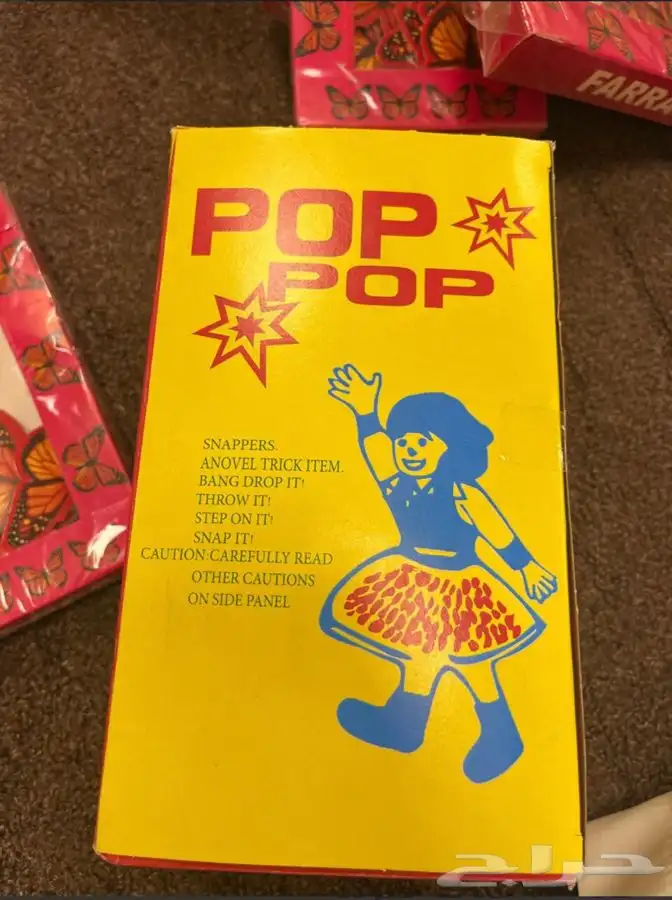 FARR
POP
POP
SNAPPERS.
ANOVEL TRICK ITEM.
BANG DROP IT!
THROW IT!
STEP ON IT!
SNAP IT!
CAUTION:CAREFULLY READ
OTHER CAUTIONS
ON SIDE PANEL
حراج